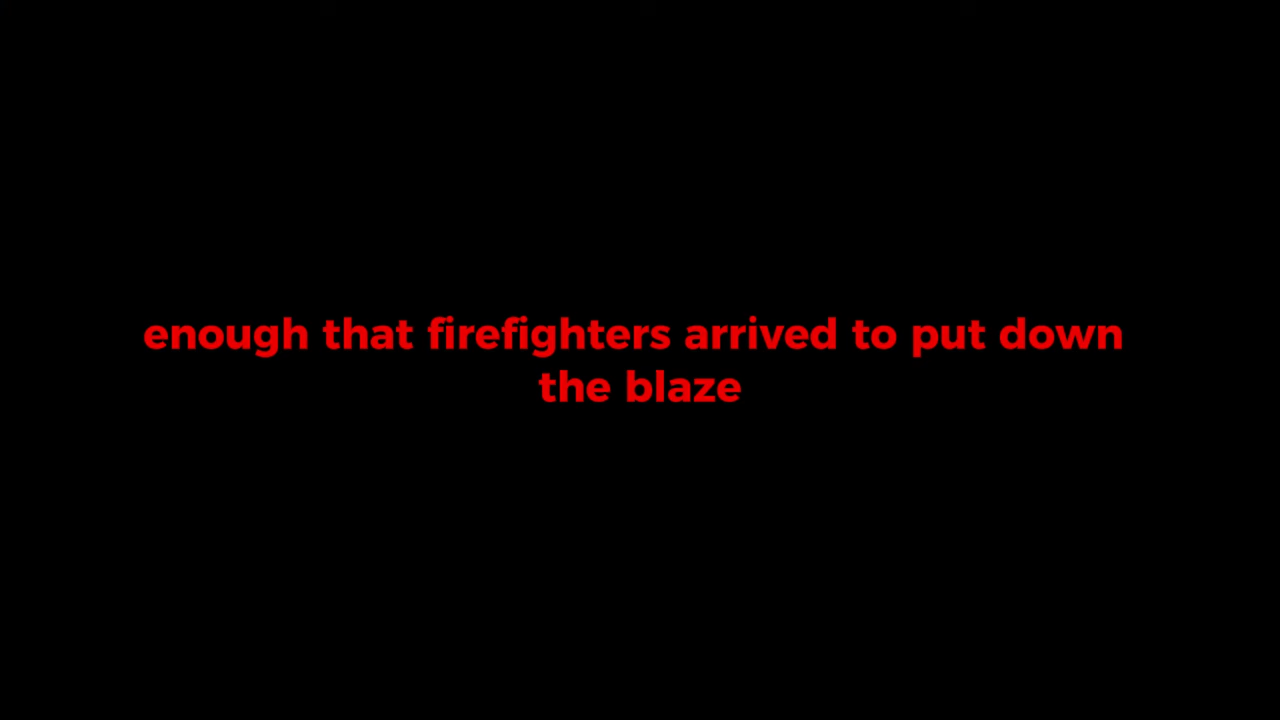 enough that firefighters arrived to put down
the blaze